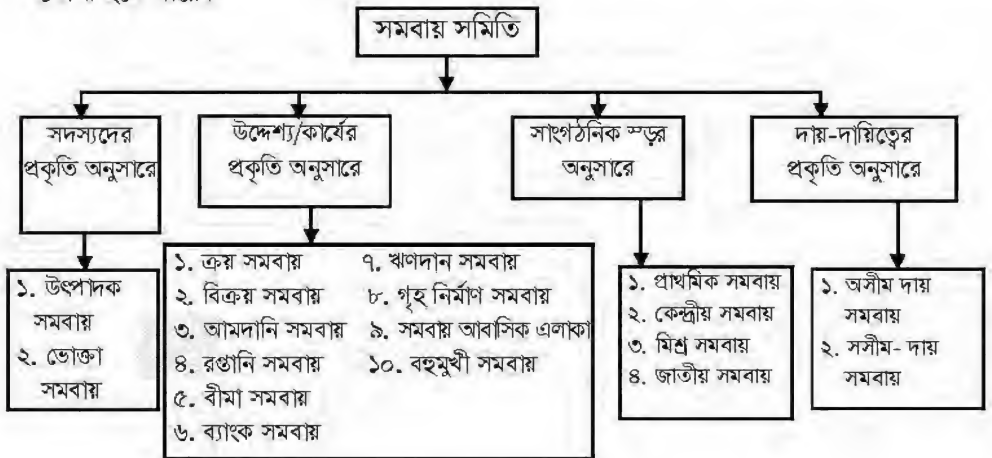 সমবায় সমিতি
সদস্যদের
প্রকৃতি অনুসারে
উদ্দেশ্য/কার্যের
প্রকৃতি অনুসারে
সাংগঠনিক স্ড়র
অনুসারে
দায়-দায়িত্বের
প্রকৃতি অনুসারে
১. উৎপাদক
সমবায়
২. ভোক্তা
সমবায়
১. ক্রয় সমবায়
২. বিক্রয় সমবায়
৩. আমদানি সমবায়
৪. রপ্তানি সমবায়
৫. বীমা সমবায়
৬. ব্যাংক সমবায়
৭. ঋণদান সমবায়
৮. গৃহ নির্মাণ সমবায়
৯. সমবায় আবাসিক এলাকা
১০. বহুমুখী সমবায়
১. প্রাথমিক সমবায়
২. কেন্দ্রীয় সমবায়
৩. মিশ্র সমবায়
৪. জাতীয় সমবায়
১. অসীম দায়
সমবায়
২. সসীম- দায়
সমবায়